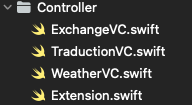 Controller
ExchangeVC.swift
TraductionVC.swift
WeatherVC.swift
Extension.swift